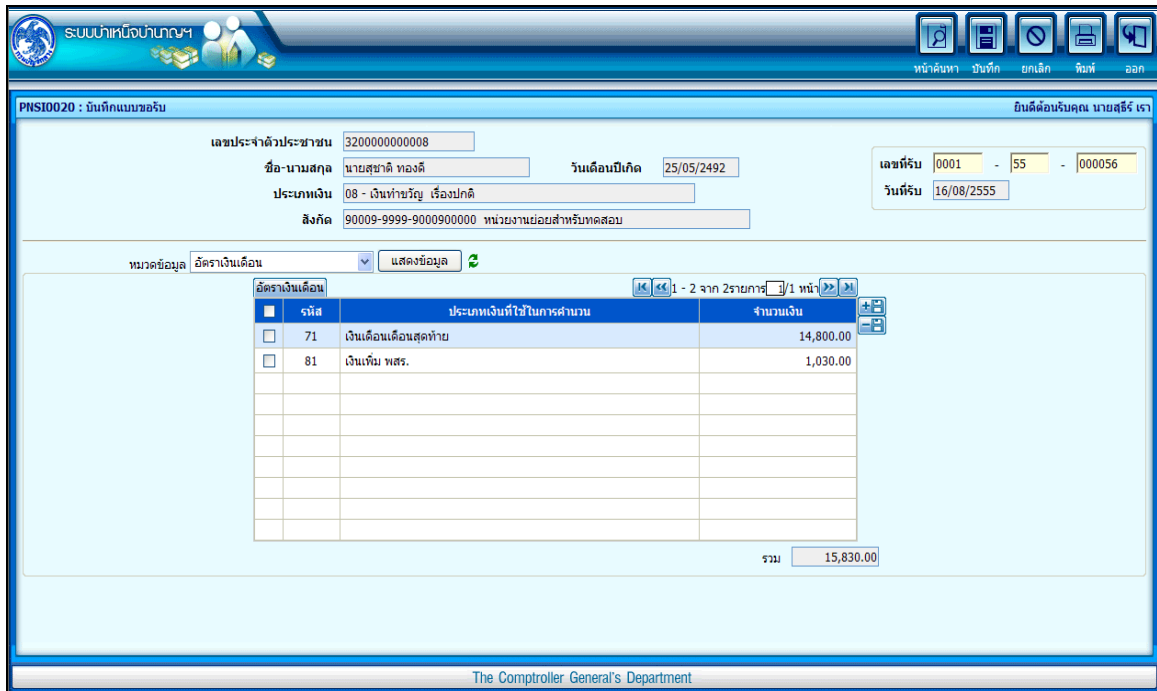 ระบบบำเหน็จบำนาญฯ
หน้าค้นหา บันทึก ยกเลิก พิมพ์ ออก
PNSI0020 : บันทึกแบบขอรับ ยินดีต้อนรับคุณ นายสุธีร์ เรา
เลขประจำตัวประชาชน 3200000000008
ชื่อ-นามสกุล นายสุชาติ ทองดี วันเดือนปีเกิด 25/05/2492 เลขที่รับ 0001 - 55 - 000056
ประเภทเงิน 08 - เงินทำขวัญ เรื่องปกติ วันที่รับ 16/08/2555
สังกัด 90009-9999-9000900000 หน่วยงานย่อยสำหรับทดสอบ
หมวดข้อมูล อัตราเงินเดือน แสดงข้อมูล
อัตราเงินเดือน 1 - 2 จาก 2รายการ 1/1 หน้า
รหัส ประเภทเงินที่ใช้ในการคำนวน จำนวนเงิน
71 เงินเดือนเดือนสุดท้าย 14,800.00
81 เงินเพิ่ม พสร. 1,030.00
รวม 15,830.00
The Comptroller General's Department